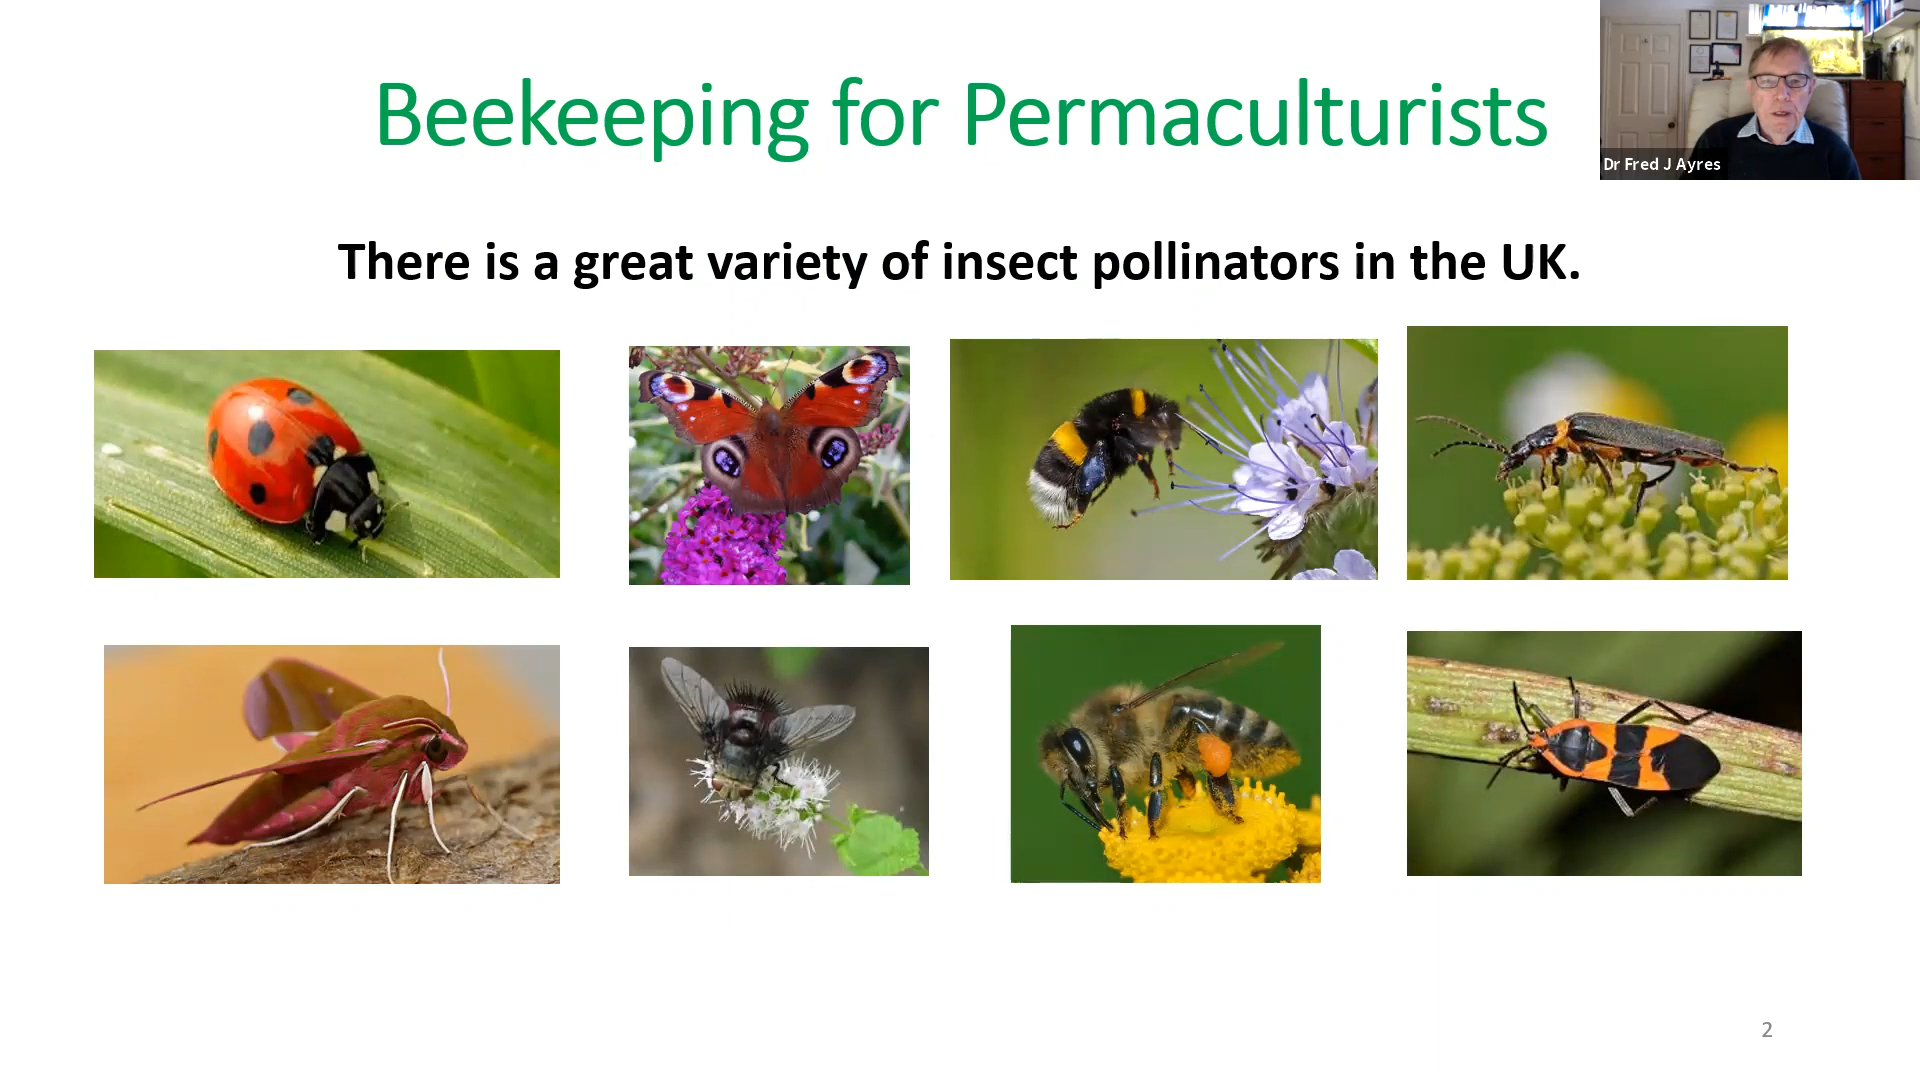 Beekeeping for Permaculturists
Dr Fred J Ayres
There is a great variety of insect pollinators in the UK.
2